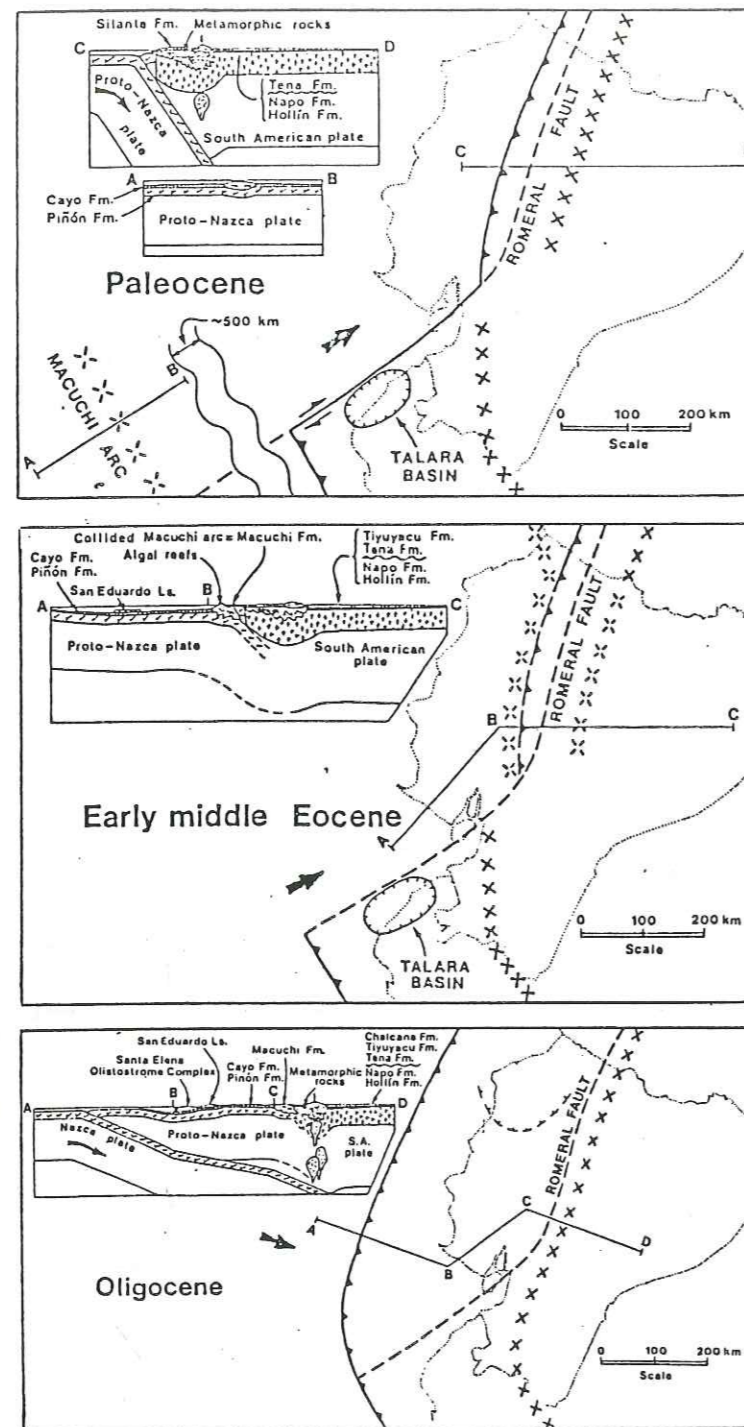 Silante Fm. Metamorphic rocks
C D
Proto-Nazca
plate
Tena Fm.
Napo Fm.
Hollín Fm.
South American plate
A B
Cayo Fm.
Piñón Fm.
Proto-Nazca plate
Paleocene
~500 km
MACUCHI ARC
B
A
ROMERAL FAULT
C
TALARA
BASIN
0 100 200 km
Scale
Collided Macuchi arc = Macuchi Fm.
Algal reefs
Cayo Fm.
Piñón Fm.
San Eduardo Ls.
Tiyuyacu Fm.
Tena Fm.
Napo Fm.
Hollín Fm.
A B C
Proto-Nazca plate
South American
plate
Early middle Eocene
ROMERAL FAULT
B C
A
TALARA
BASIN
0 100 200 km
Scale
San Eduardo Ls.
Santa Elena
Olistostrome Complex
Macuchi Fm.
Cayo Fm.
Piñón Fm.
Metamorphic
rocks
Chalcana Fm.
Tiyuyacu Fm.
Tena Fm.
Napo Fm.
Hollín Fm.
A B C D
Nazca plate
Proto-Nazca plate
S.A.
plate
Oligocene
ROMERAL FAULT
A B C D
0 100 200 km
Scale